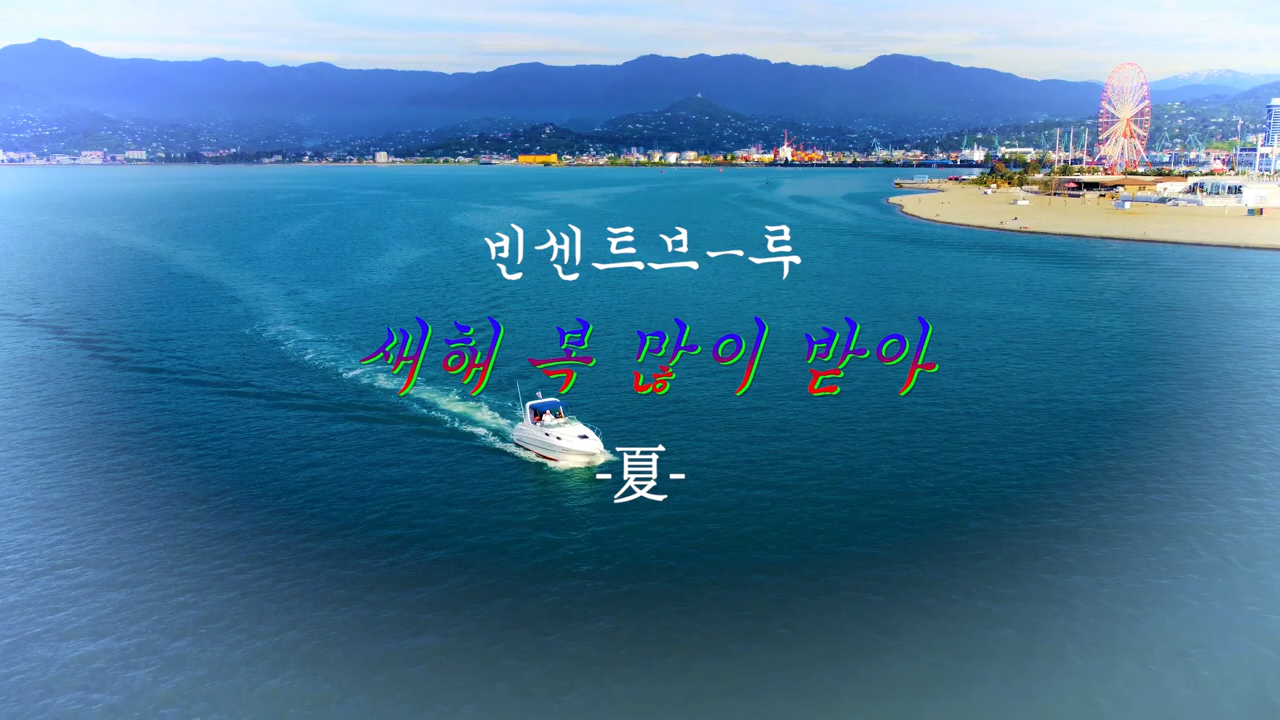 빈센트브ㅡ루
새해 복 많이 받아
-夏-